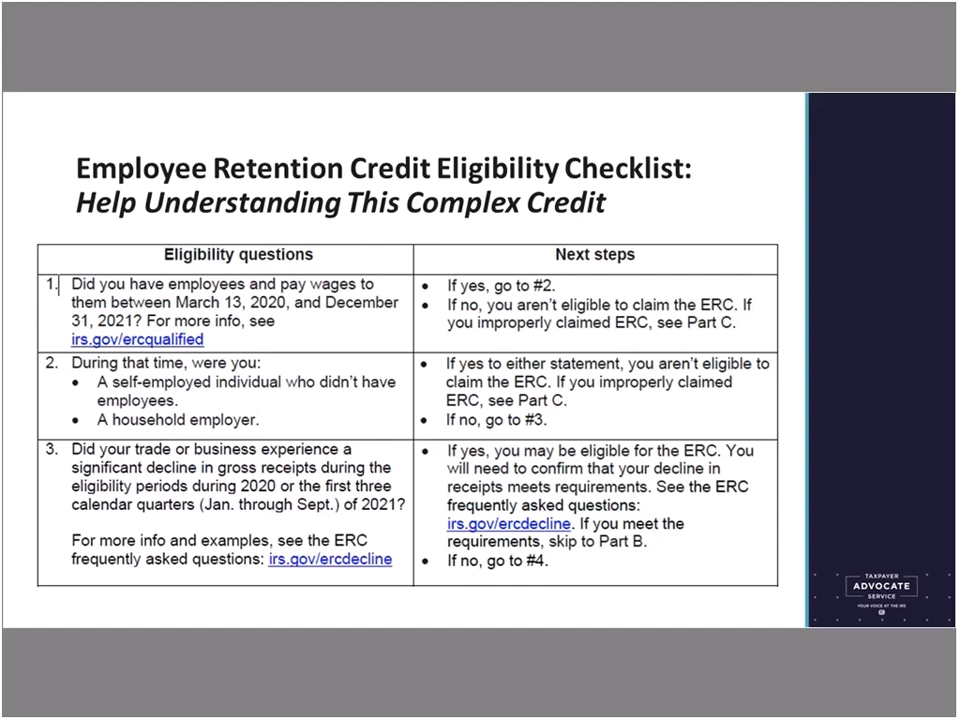 Employee Retention Credit Eligibility Checklist:
Help Understanding This Complex Credit
Eligibility questions
Next steps
1. Did you have employees and pay wages to
them between March 13, 2020, and December
31, 2021? For more info, see
irs.gov/ercqualified
• If yes, go to #2.
• If no, you aren't eligible to claim the ERC. If
you improperly claimed ERC, see Part C.
2. During that time, were you:
• A self-employed individual who didn't have
employees.
• A household employer.
• If yes to either statement, you aren't eligible to
claim the ERC. If you improperly claimed
ERC, see Part C.
• If no, go to #3.
3. Did your trade or business experience a
significant decline in gross receipts during the
eligibility periods during 2020 or the first three
calendar quarters (Jan. through Sept.) of 2021?
For more info and examples, see the ERC
frequently asked questions: irs.gov/ercdecline
• If yes, you may be eligible for the ERC. You
will need to confirm that your decline in
receipts meets requirements. See the ERC
frequently asked questions:
irs.gov/ercdecline. If you meet the
requirements, skip to Part B.
• If no, go to #4.
TAXPAYER
ADVOCATE
SERVICE
YOUR VOICE AT THE IRS